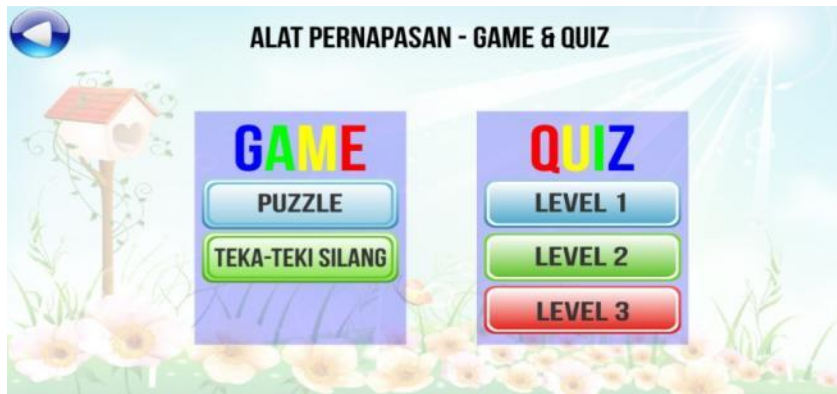 ALAT PERNAPASAN - GAME & QUIZ
GAME
PUZZLE
TEKA-TEKI SILANG
QUIZ
LEVEL 1
LEVEL 2
LEVEL 3